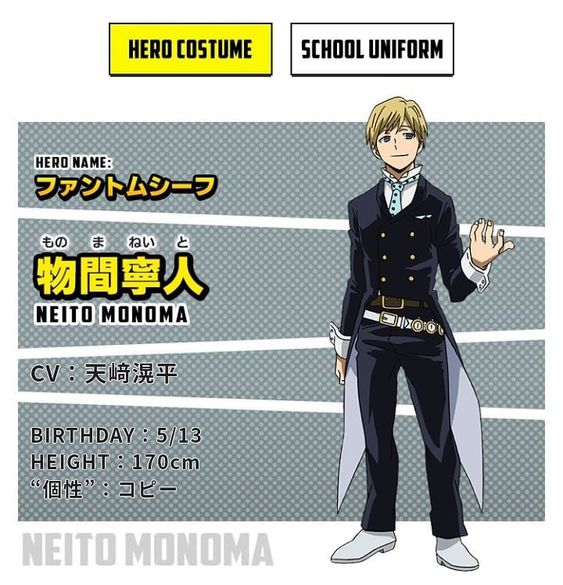 HERO COSTUME
SCHOOL UNIFORM
HERO NAME:
ファントムシーフ
もの ま ねい と
物間寧人
NEITO MONOMA
CV：天﨑滉平
BIRTHDAY：5/13
HEIGHT：170cm
“個性”：コピー
NEITO MONOMA